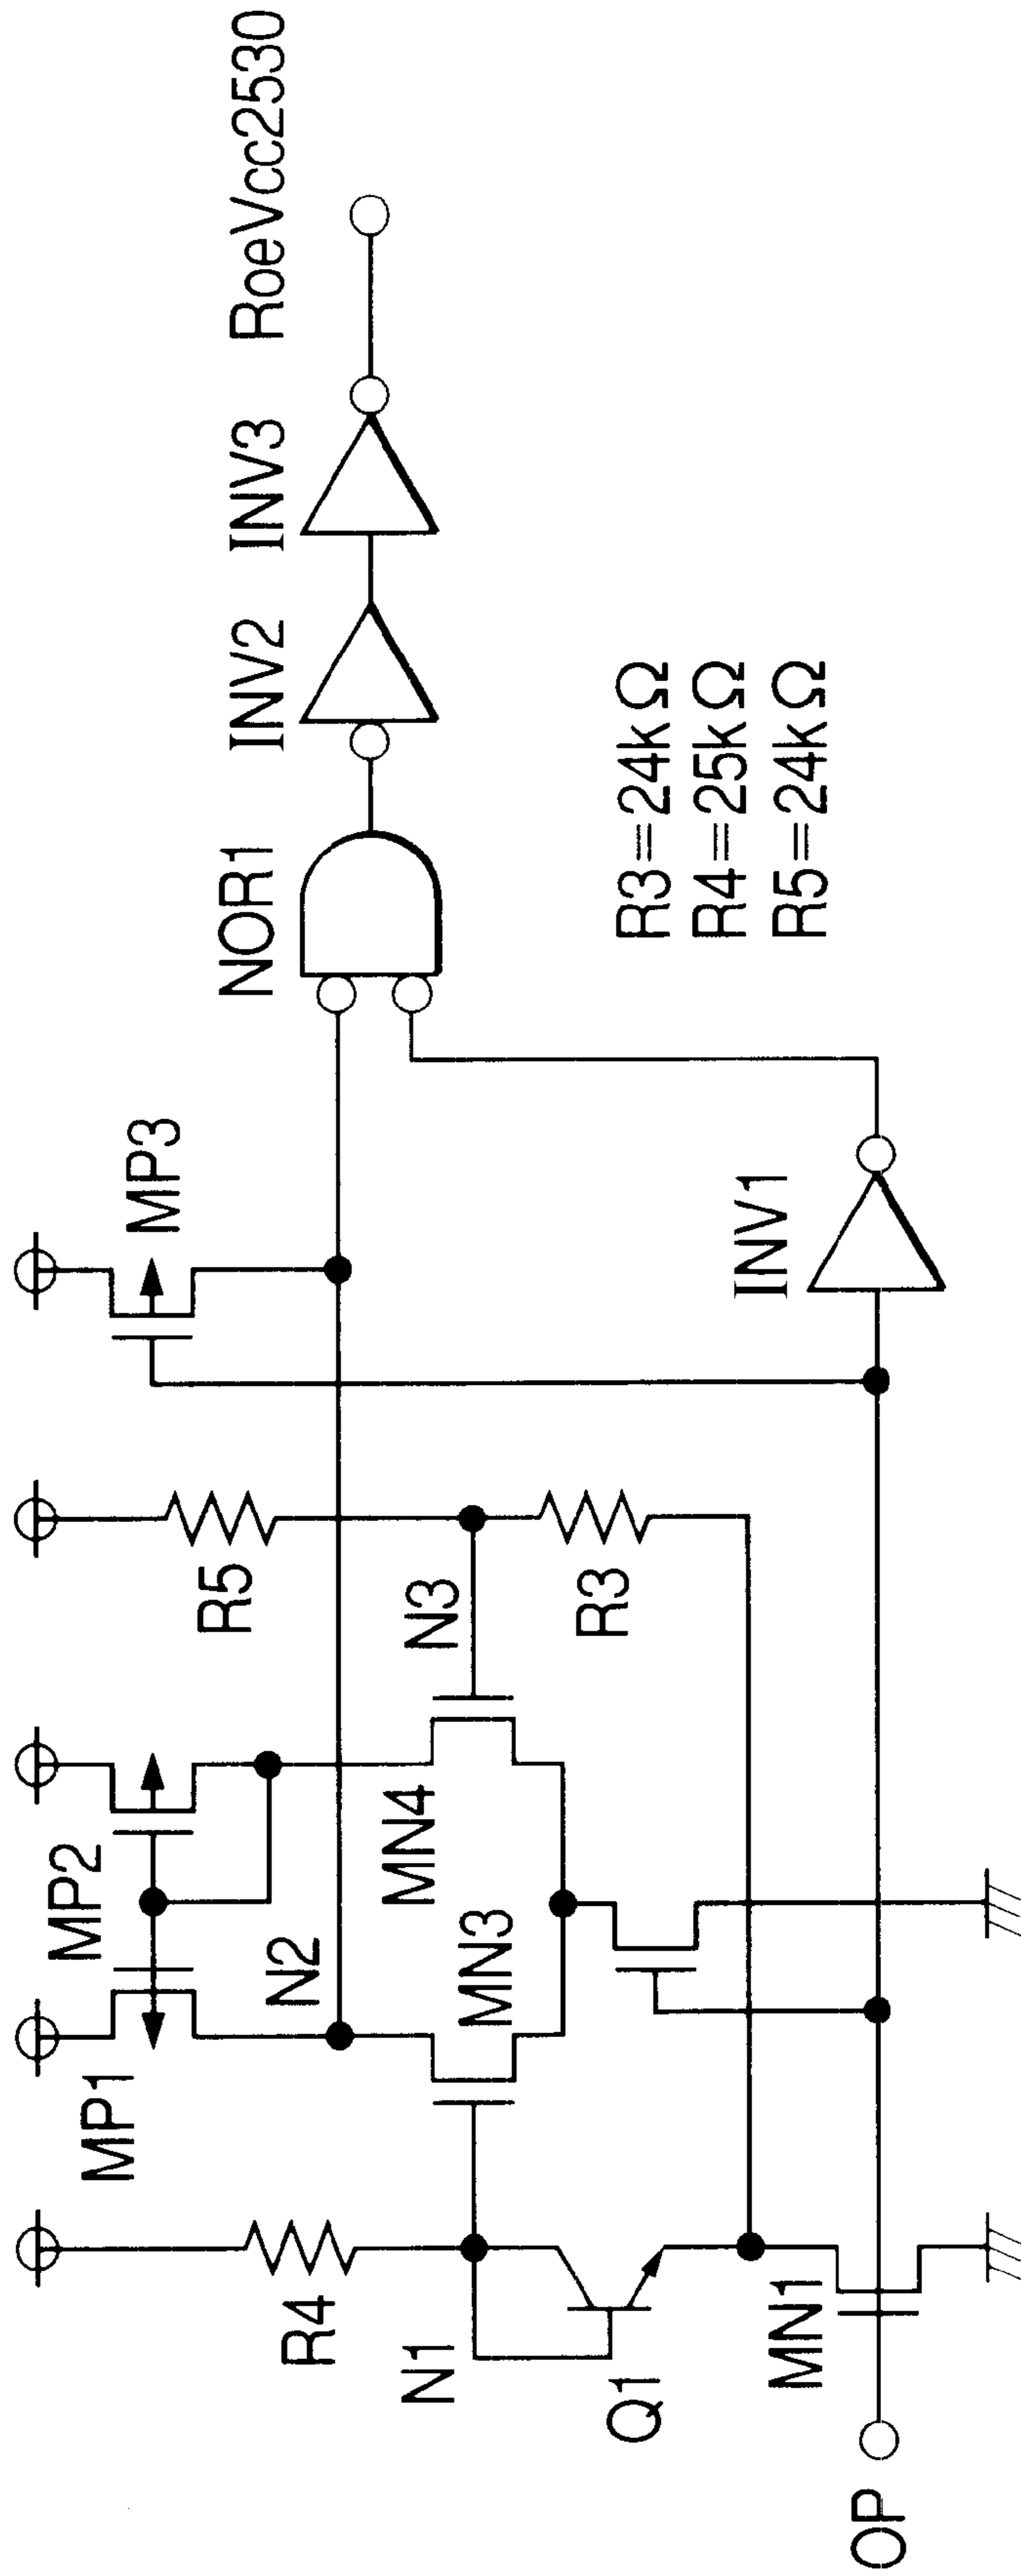 MP1
MP2
MP3
R4
R5
N1
N2
N3
MN3
MN4
Q1
R3
MN1
OP
INV1
NOR1
INV2
INV3
RoeVcc2530
R3=24kΩ
R4=25kΩ
R5=24kΩ